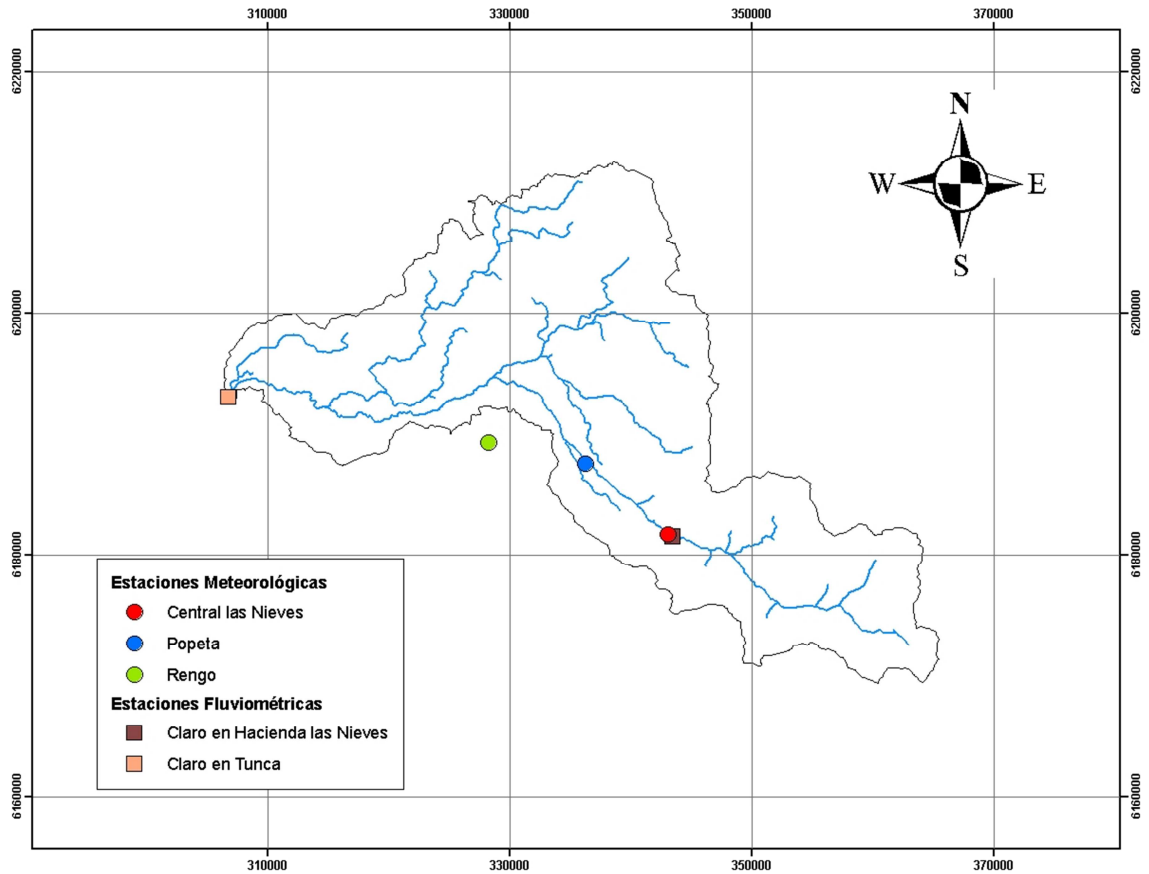 310000 330000 350000 370000
6220000 6220000
N
W E
S
6200000 6200000
6180000 6180000
Estaciones Meteorológicas
Central las Nieves
Popeta
Rengo
Estaciones Fluviométricas
Claro en Hacienda las Nieves
Claro en Tunca
6160000 6160000
310000 330000 350000 370000